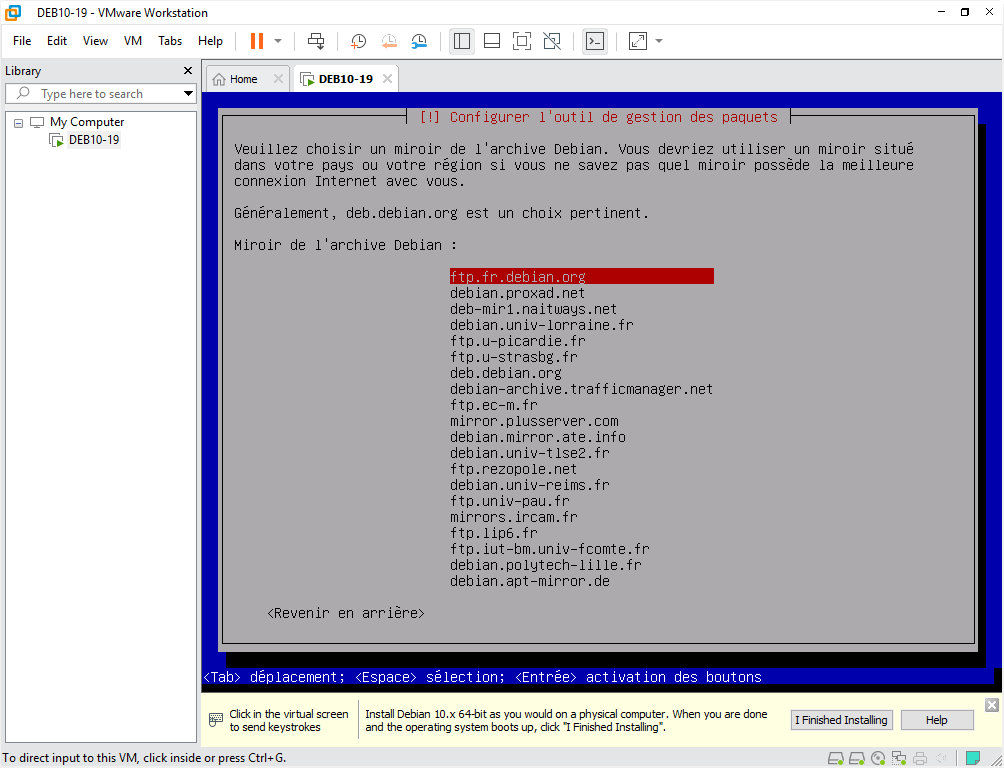 DEB10-19 - VMware Workstation
File Edit View VM Tabs Help
Library
Type here to search
My Computer
DEB10-19
Home
DEB10-19
[!] Configurer l'outil de gestion des paquets
Veuillez choisir un miroir de l'archive Debian. Vous devriez utiliser un miroir situé
dans votre pays ou votre région si vous ne savez pas quel miroir possède la meilleure
connexion Internet avec vous.
Généralement, deb.debian.org est un choix pertinent.
Miroir de l'archive Debian :
ftp.fr.debian.org
debian.proxad.net
deb-mir1.naitways.net
debian.univ-lorraine.fr
ftp.u-picardie.fr
ftp.u-strasbg.fr
deb.debian.org
debian-archive.trafficmanager.net
ftp.ec-m.fr
mirror.plusserver.com
debian.mirror.ate.info
debian.univ-tlse2.fr
ftp.rezopole.net
debian.univ-reims.fr
ftp.univ-pau.fr
mirrors.ircam.fr
ftp.lip6.fr
ftp.iut-bm.univ-fcomte.fr
debian.polytech-lille.fr
debian.apt-mirror.de
<Revenir en arrière>
<Tab> déplacement; <Espace> sélection; <Entrée> activation des boutons
Click in the virtual screen
to send keystrokes
Install Debian 10.x 64-bit as you would on a physical computer. When you are done
and the operating system boots up, click "I Finished Installing".
I Finished Installing
Help
To direct input to this VM, click inside or press Ctrl+G.